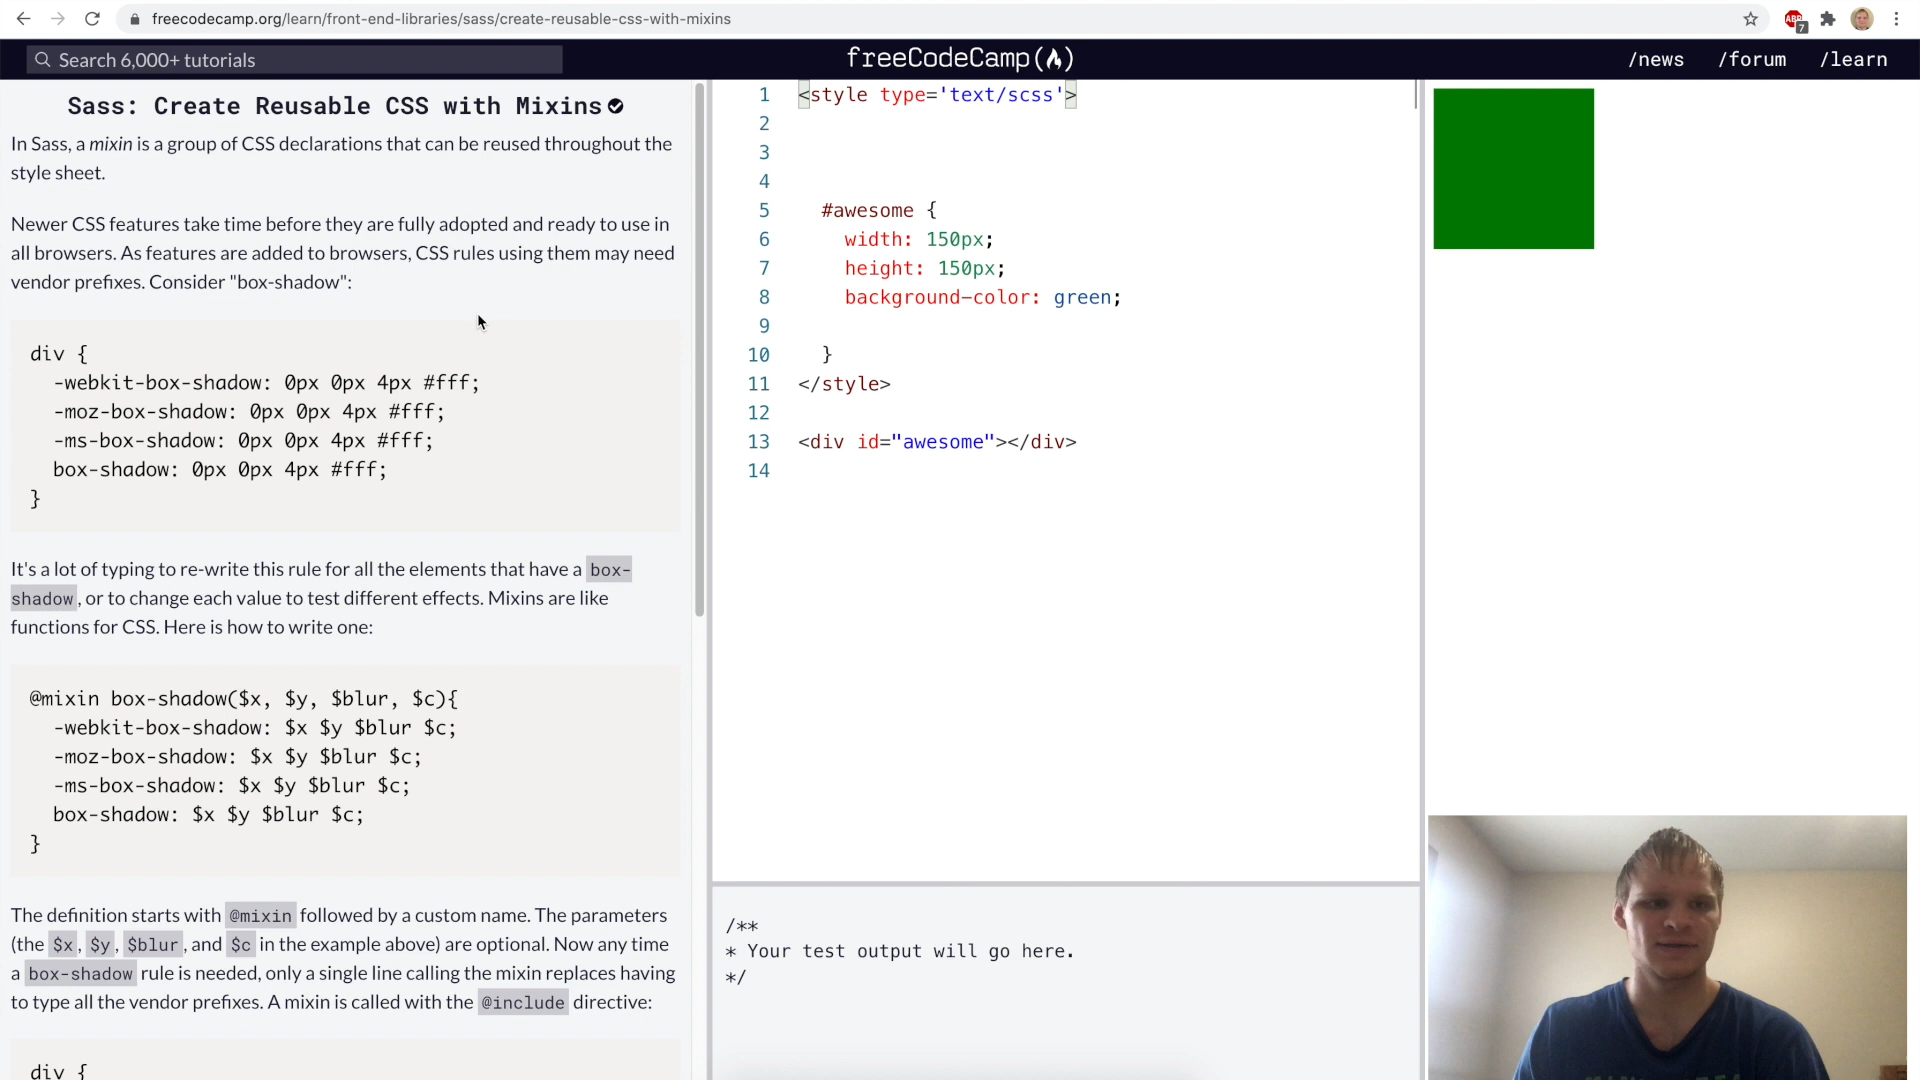 freecodecamp.org/learn/front-end-libraries/sass/create-reusable-css-with-mixins
ABP
7
Search 6,000+ tutorials
freeCodeCamp
/news
/forum
/learn
Sass: Create Reusable CSS with Mixins
In Sass, a mixin is a group of CSS declarations that can be reused throughout the
style sheet.
Newer CSS features take time before they are fully adopted and ready to use in
all browsers. As features are added to browsers, CSS rules using them may need
vendor prefixes. Consider "box-shadow":
div {
-webkit-box-shadow: 0px 0px 4px #fff;
-moz-box-shadow: 0px 0px 4px #fff;
-ms-box-shadow: 0px 0px 4px #fff;
box-shadow: 0px 0px 4px #fff;
}
It's a lot of typing to re-write this rule for all the elements that have a box-
shadow, or to change each value to test different effects. Mixins are like
functions for CSS. Here is how to write one:
@mixin box-shadow($x, $y, $blur, $c){
-webkit-box-shadow: $x $y $blur $c;
-moz-box-shadow: $x $y $blur $c;
-ms-box-shadow: $x $y $blur $c;
box-shadow: $x $y $blur $c;
}
The definition starts with @mixin followed by a custom name. The parameters
(the $x, $y, $blur, and $c in the example above) are optional. Now any time
a box-shadow rule is needed, only a single line calling the mixin replaces having
to type all the vendor prefixes. A mixin is called with the @include directive:
div {
1 <style type='text/scss'>
2
3
4
5 #awesome {
6 width: 150px;
7 height: 150px;
8 background-color: green;
9
10 }
11 </style>
12
13 <div id="awesome"></div>
14
/**
* Your test output will go here.
*/